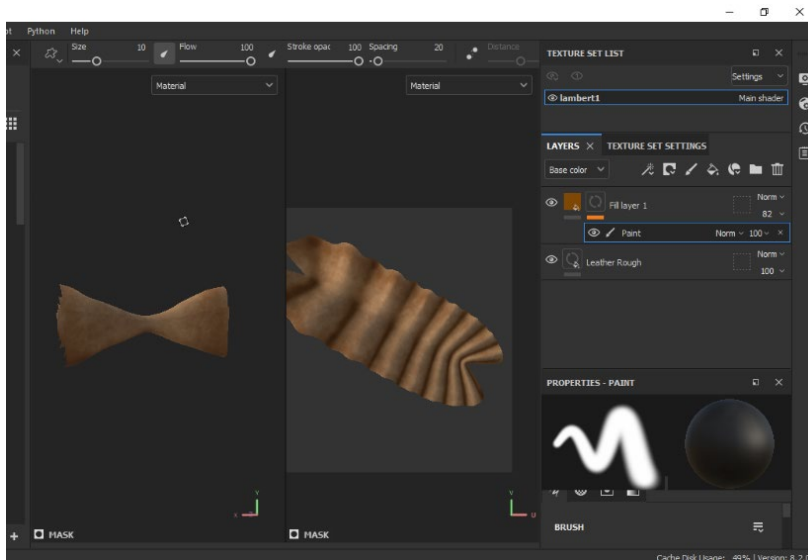 Python Help
Size 10 Flow 100 Stroke opac 100 Spacing 20 Distance
TEXTURE SET LIST
Settings
lambert1 Main shader
Material
Material
LAYERS TEXTURE SET SETTINGS
Base color
Fill layer 1 Norm
82
Paint Norm 100
Leather Rough Norm
100
PROPERTIES - PAINT
Y
Y
X
U
MASK
MASK
BRUSH
Cache Disk Usage: 49% | Version: 8.2.0